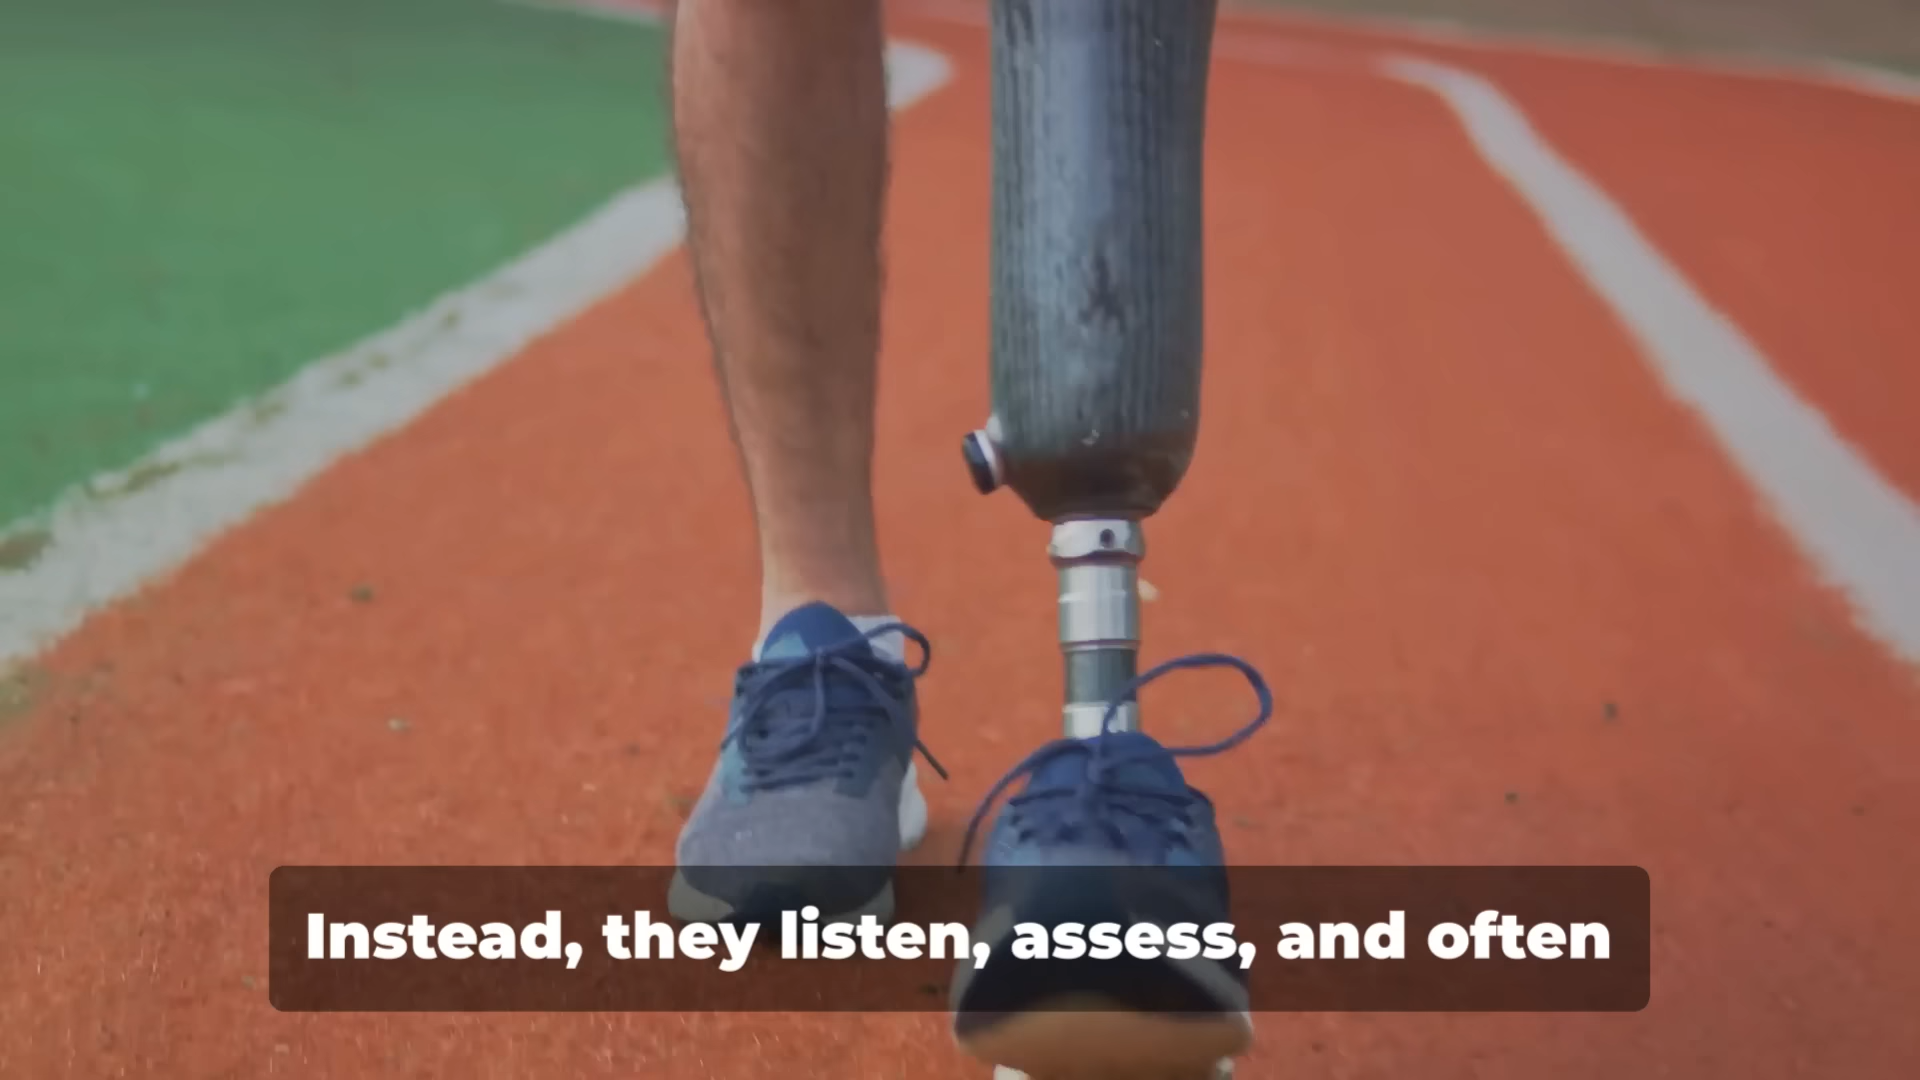 Instead, they listen, assess, and often